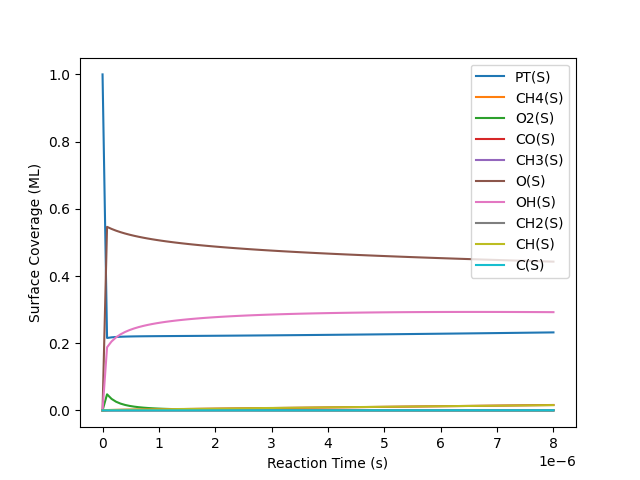 1.0
0.8
0.6
0.4
0.2
0.0
Surface Coverage (ML)
PT(S)
CH4(S)
O2(S)
CO(S)
CH3(S)
O(S)
OH(S)
CH2(S)
CH(S)
C(S)
0 1 2 3 4 5 6 7 8
1e−6
Reaction Time (s)